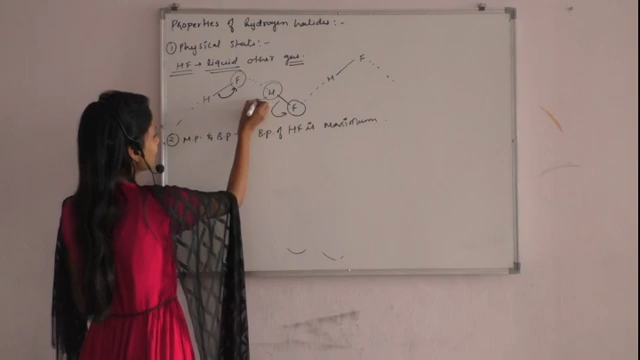 Properties of hydrogen halides:-
① Physical State:-
HF → liquid other gas.
H F H F H F
② M.P. & B.P - B.P. of HF is maximum.